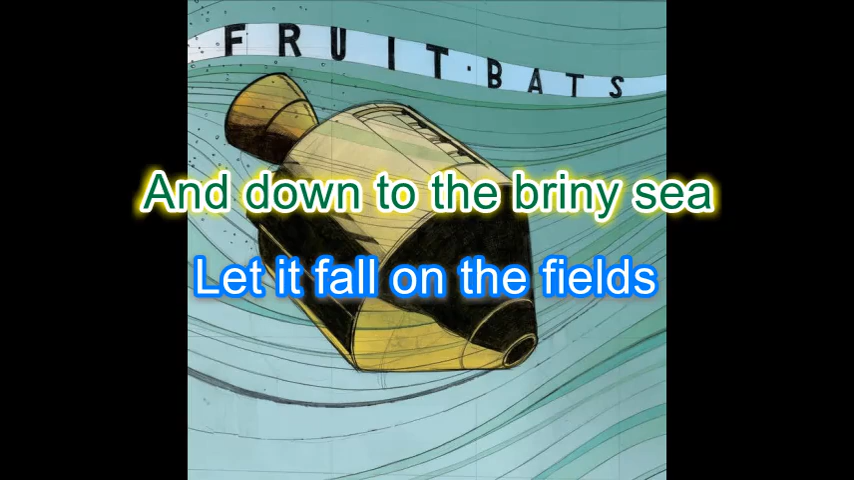 FRUIT·BATS
And down to the briny sea
Let it fall on the fields